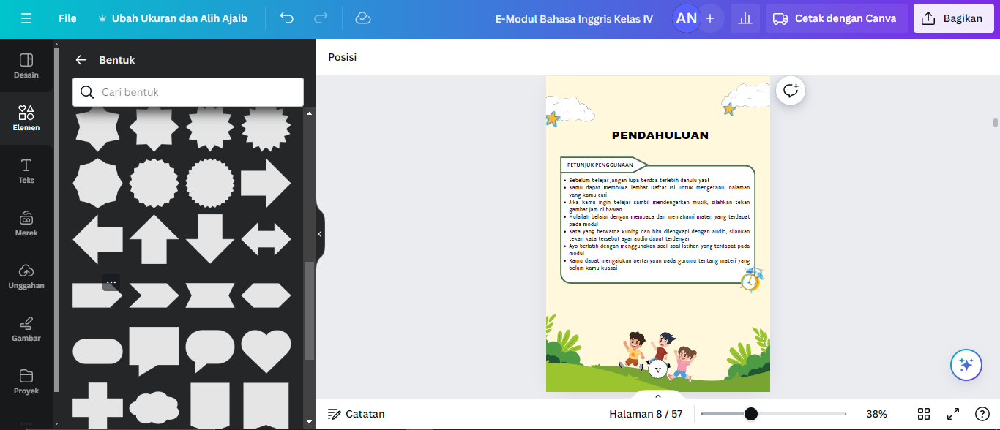 File
Ubah Ukuran dan Alih Ajaib
E-Modul Bahasa Inggris Kelas IV
AN
+
Cetak dengan Canva
Bagikan
Desain
Elemen
Teks
Merek
Unggahan
Gambar
Proyek
Bentuk
Cari bentuk
Posisi
PENDAHULUAN
PETUNJUK PENGGUNAAN
• Sebelum belajar jangan lupa berdoa terlebih dahulu yaa!
• Kamu dapat membuka lembar Daftar Isi untuk mengetahui halaman
yang kamu cari
• Jika kamu ingin belajar sambil mendengarkan musik, silahkan tekan
gambar jam di bawah
• Mulailah belajar dengan membaca dan memahami materi yang terdapat
pada modul
• Kata yang berwarna kuning dan biru dilengkapi dengan audio, silahkan
tekan kata tersebut agar audio dapat terdengar
• Ayo berlatih dengan menggunakan soal-soal latihan yang terdapat pada
modul
• Kamu dapat mengajukan pertanyaan pada gurumu tentang materi yang
belum kamu kuasai
V
Catatan
Halaman 8 / 57
38%